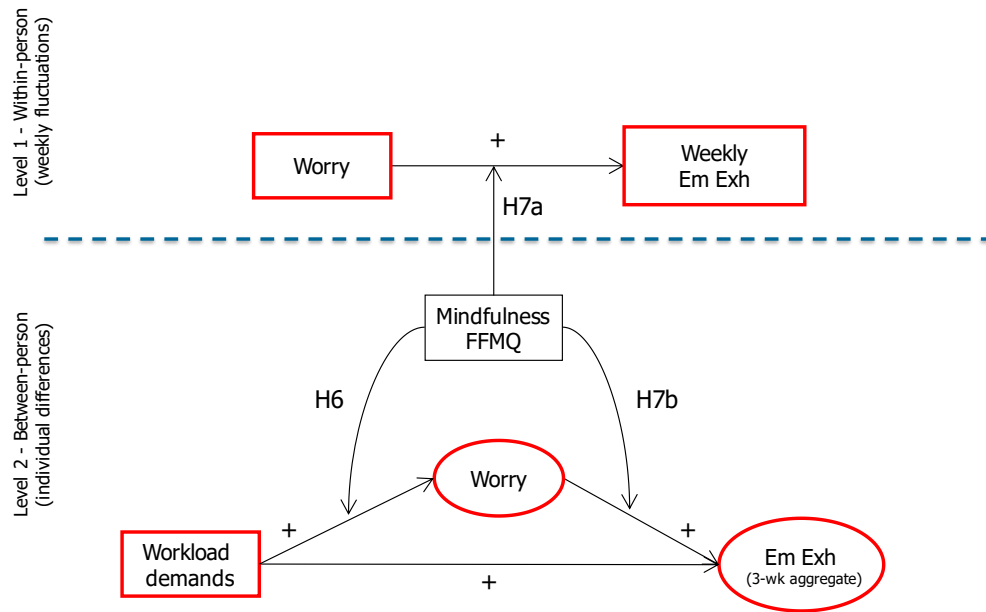 Level 1 - Within-person
(weekly fluctuations)
+
Worry
Weekly
Em Exh
H7a
Level 2 - Between-person
(individual differences)
Mindfulness
FFMQ
H6
H7b
Worry
+
+
Workload
demands
Em Exh
(3-wk aggregate)
+